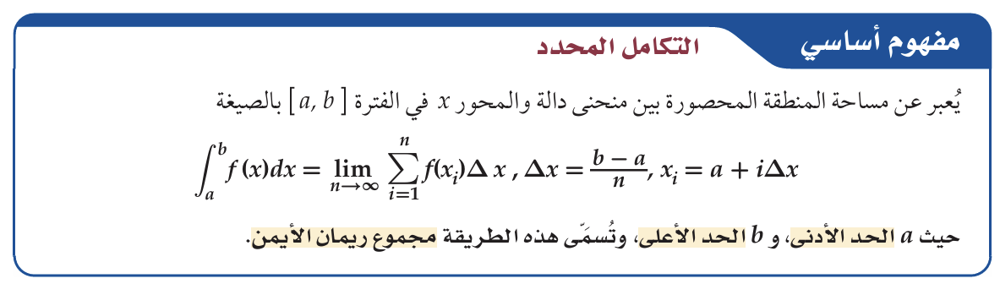 مفهوم أساسي
التكامل المحدد
يُعبر عن مساحة المنطقة المحصورة بين منحنى دالة والمحور x في الفترة [a, b] بالصيغة
∫_a^b f(x)dx = lim_{n→∞} ∑_{i=1}^{n} f(x_i)Δx , Δx = \frac{b − a}{n}, x_i = a + iΔx
حيث a الحد الأدنى، و b الحد الأعلى، وتُسمَّى هذه الطريقة مجموع ريمان الأيمن.